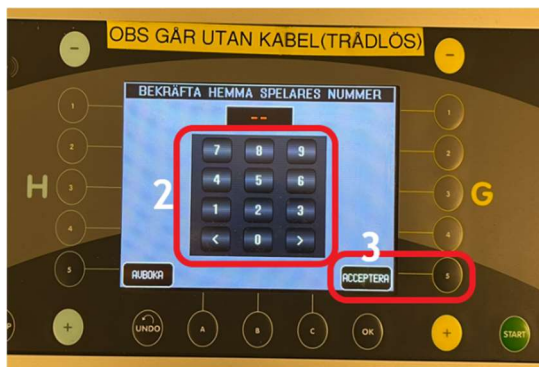 OBS GÅR UTAN KABEL(TRÅDLÖS)
BEKRÄFTA HEMMA SPELARES NUMMER
--
7 8 9
4 5 6
1 2 3
< 0 >
2
3
AVBOKA
ACCEPTERA
H
G
- 
1
2
3
4
5
+
-
1
2
3
4
5
+
UNDO
A
B
C
OK
START